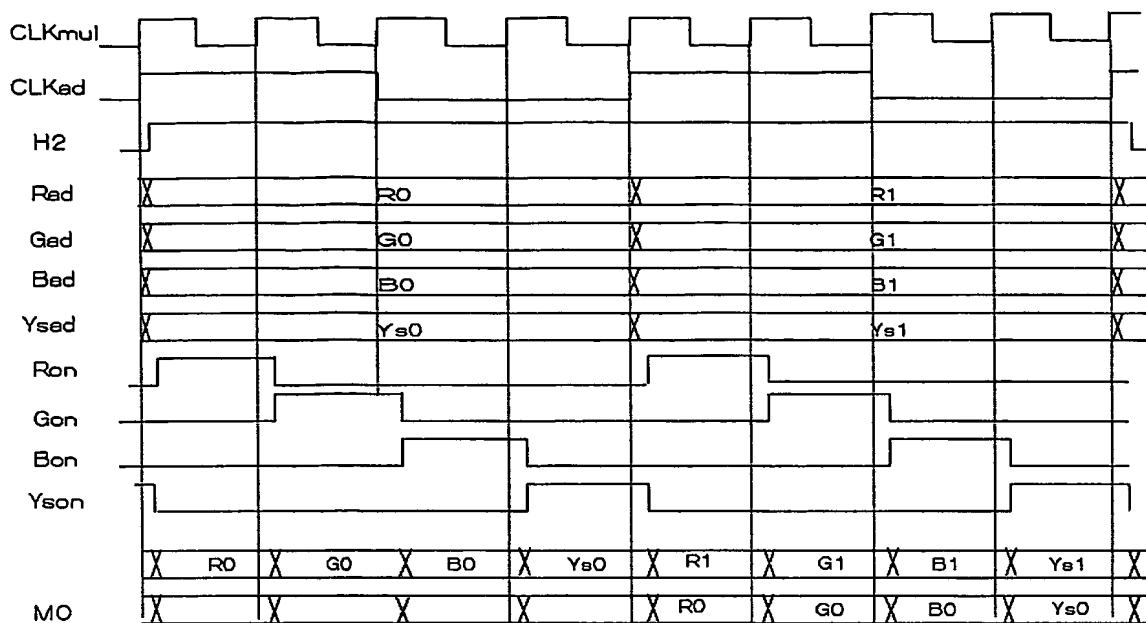 CLKmul
CLKad
H2
Rad R0 R1
Gad G0 G1
Bad B0 B1
Ysad Ys0 Ys1
Ron
Gon
Bon
Yson
R0 G0 B0 Ys0 R1 G1 B1 Ys1
M0 R0 G0 B0 Ys0